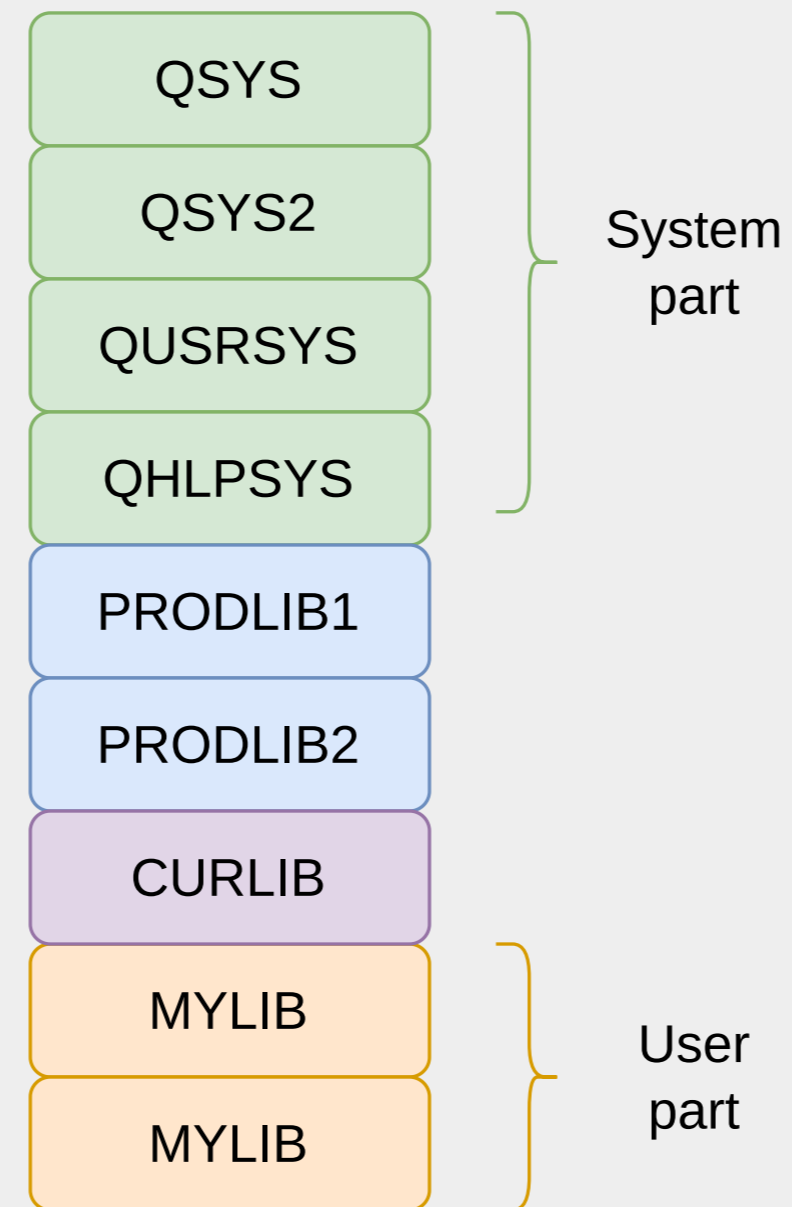 QSYS
QSYS2
QUSRSYS
QHLPSYS
System
part
PRODLIB1
PRODLIB2
CURLIB
MYLIB
MYLIB
User
part